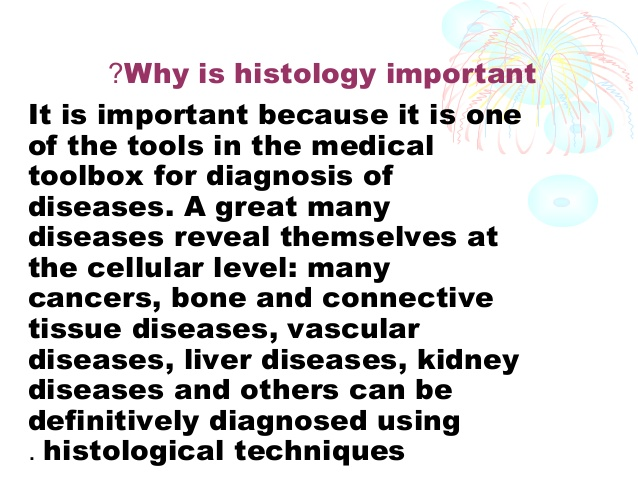 ?Why is histology important
It is important because it is one
of the tools in the medical
toolbox for diagnosis of
diseases. A great many
diseases reveal themselves at
the cellular level: many
cancers, bone and connective
tissue diseases, vascular
diseases, liver diseases, kidney
diseases and others can be
definitively diagnosed using
. histological techniques